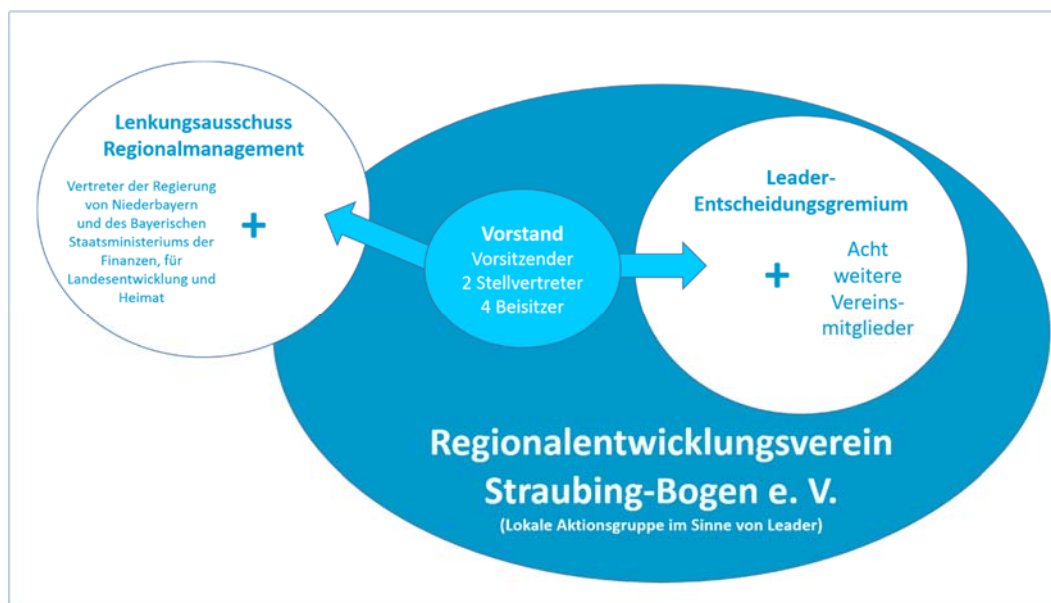 Lenkungsausschuss
Regionalmanagement
Vertreter der Regierung
von Niederbayern
und des Bayerischen
Staatsministeriums der
Finanzen, für
Landesentwicklung und
Heimat
+
Vorstand
Vorsitzender
2 Stellvertreter
4 Beisitzer
Leader-
Entscheidungsgremium
+
Acht
weitere
Vereins-
mitglieder
Regionalentwicklungsverein
Straubing-Bogen e. V.
(Lokale Aktionsgruppe im Sinne von Leader)